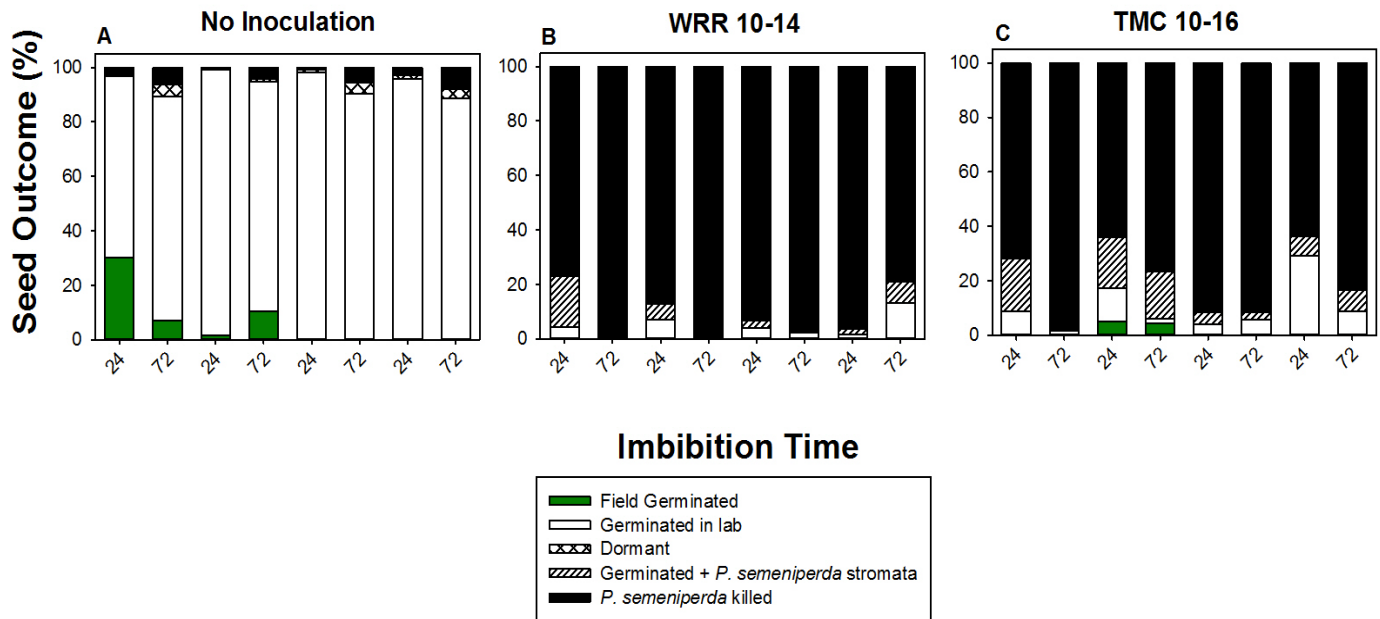 No Inoculation
WRR 10-14
TMC 10-16
A
B
C
Seed Outcome (%)
100
80
60
40
20
0
100
80
60
40
20
0
100
80
60
40
20
0
24 72 24 72 24 72 24 72
24 72 24 72 24 72 24 72
24 72 24 72 24 72 24 72
Imbibition Time
Field Germinated
Germinated in lab
Dormant
Germinated + P. semeniperda stromata
P. semeniperda killed